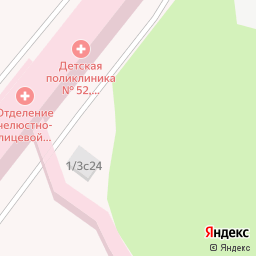 Детская
поликлиника
№ 52,...
Отделение
челюстно-
лицевой...
1/3с24
Яндекс
© Яндекс